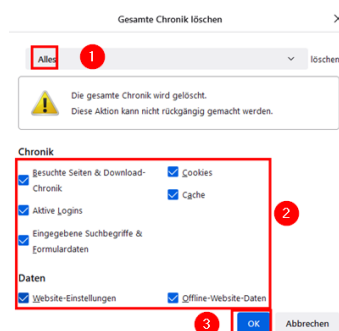 Gesamte Chronik löschen
Alles
1
löschen
Die gesamte Chronik wird gelöscht.
Diese Aktion kann nicht rückgängig gemacht werden.
Chronik
Besuchte Seiten & Download-
Chronik
Cookies
Cache
Aktive Logins
Eingegebene Suchbegriffe &
Formulardaten
2
Daten
Website-Einstellungen
Offline-Website-Daten
3
OK
Abbrechen